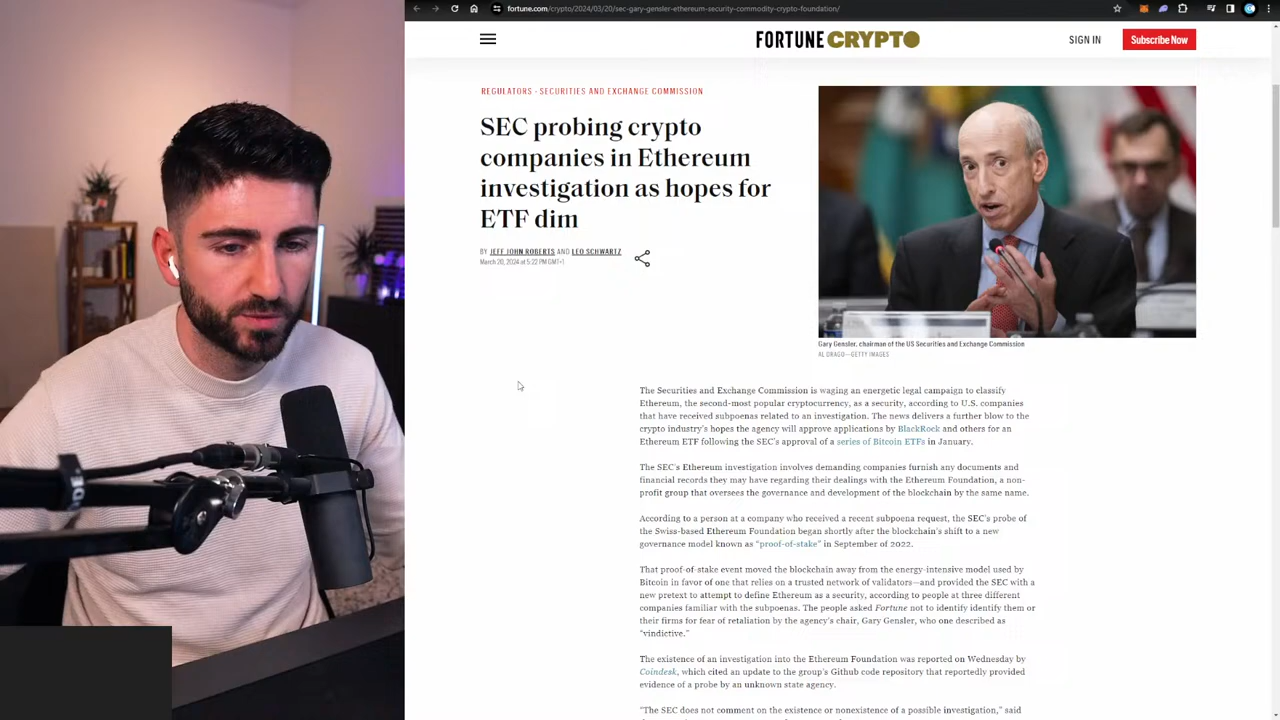 fortune.com/crypto/2024/03/20/sec-gary-gensler-ethereum-security-commodity-crypto-foundation/
FORTUNE CRYPTO
SIGN IN
Subscribe Now
REGULATORS · SECURITIES AND EXCHANGE COMMISSION
SEC probing crypto
companies in Ethereum
investigation as hopes for
ETF dim
BY JEFF JOHN ROBERTS AND LEO SCHWARTZ
March 20, 2024 at 5:22 PM GMT+1
Gary Gensler, chairman of the US Securities and Exchange Commission
AL DRAGO—GETTY IMAGES
The Securities and Exchange Commission is waging an energetic legal campaign to classify
Ethereum, the second-most popular cryptocurrency, as a security, according to U.S. companies
that have received subpoenas related to an investigation. The news delivers a further blow to the
crypto industry's hopes the agency will approve applications by BlackRock and others for an
Ethereum ETF following the SEC's approval of a series of Bitcoin ETFs in January.
The SEC's Ethereum investigation involves demanding companies furnish any documents and
financial records they may have regarding their dealings with the Ethereum Foundation, a non-
profit group that oversees the governance and development of the blockchain by the same name.
According to a person at a company who received a recent subpoena request, the SEC's probe of
the Swiss-based Ethereum Foundation began shortly after the blockchain's shift to a new
governance model known as "proof-of-stake" in September of 2022.
That proof-of-stake event moved the blockchain away from the energy-intensive model used by
Bitcoin in favor of one that relies on a trusted network of validators—and provided the SEC with a
new pretext to attempt to define Ethereum as a security, according to people at three different
companies familiar with the subpoenas. The people asked Fortune not to identify identify them or
their firms for fear of retaliation by the agency's chair, Gary Gensler, who one described as
"vindictive."
The existence of an investigation into the Ethereum Foundation was reported on Wednesday by
Coindesk, which cited an update to the group's Github code repository that reportedly provided
evidence of a probe by an unknown state agency.
"The SEC does not comment on the existence or nonexistence of a possible investigation," said